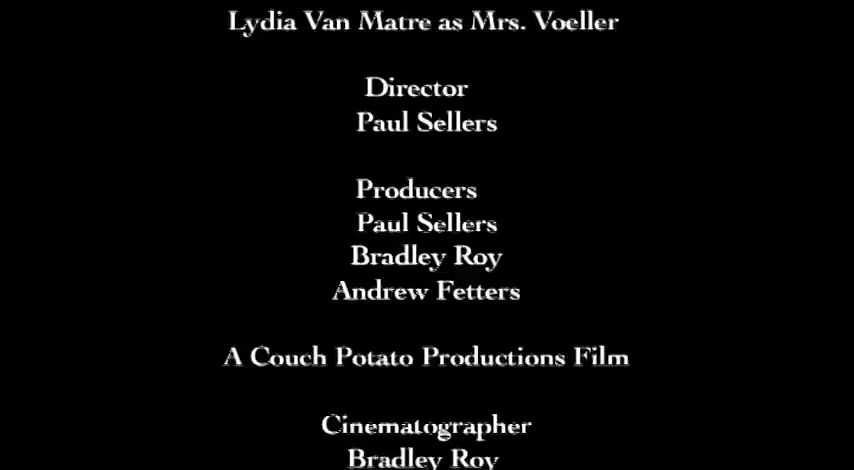 Lydia Van Matre as Mrs. Voeller
Director
Paul Sellers
Producers
Paul Sellers
Bradley Roy
Andrew Fetters
A Couch Potato Productions Film
Cinematographer
Bradley Roy